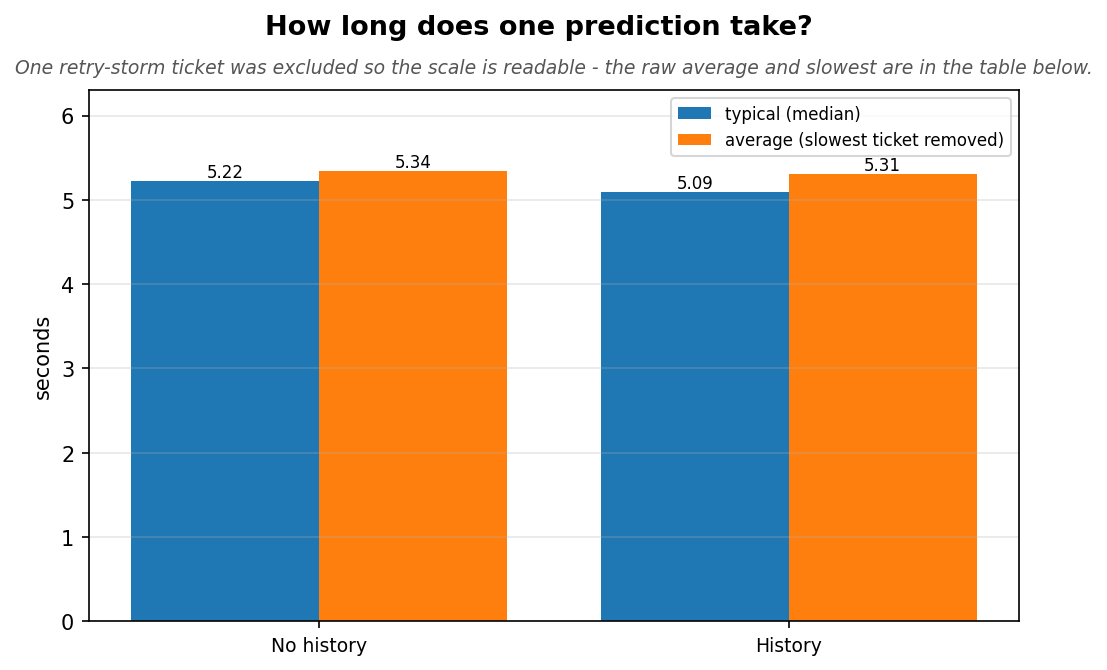 How long does one prediction take?
One retry-storm ticket was excluded so the scale is readable - the raw average and slowest are in the table below.
typical (median)
average (slowest ticket removed)
seconds
6
5
4
3
2
1
0
5.22
5.34
5.09
5.31
No history
History